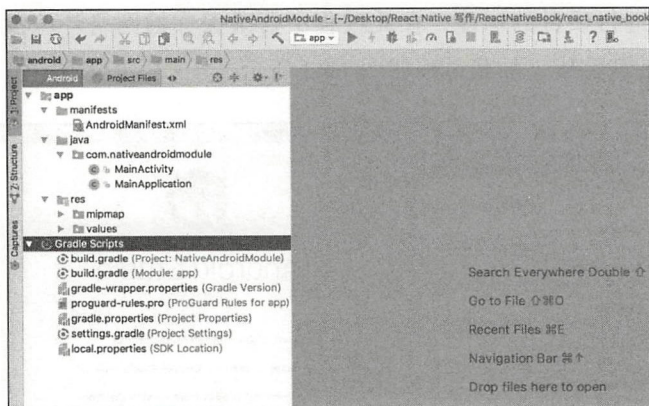 NativeAndroidModule - [~/Desktop/React Native 写作/ReactNativeBook/react_native_book
app
android app src main res
Android Project Files
1: Project
7: Structure
Captures
app
manifests
AndroidManifest.xml
java
com.nativeandroidmodule
MainActivity
MainApplication
res
mipmap
values
Gradle Scripts
build.gradle (Project: NativeAndroidModule)
build.gradle (Module: app)
gradle-wrapper.properties (Gradle Version)
proguard-rules.pro (ProGuard Rules for app)
gradle.properties (Project Properties)
settings.gradle (Project Settings)
local.properties (SDK Location)
Search Everywhere Double ⇧
Go to File ⇧⌘O
Recent Files ⌘E
Navigation Bar ⌘↑
Drop files here to open